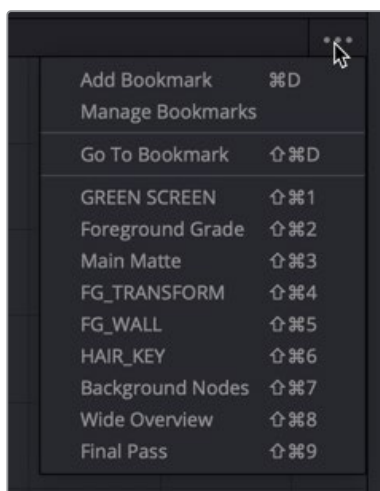 Add Bookmark ⌘D
Manage Bookmarks
Go To Bookmark ⇧⌘D
GREEN SCREEN ⇧⌘1
Foreground Grade ⇧⌘2
Main Matte ⇧⌘3
FG_TRANSFORM ⇧⌘4
FG_WALL ⇧⌘5
HAIR_KEY ⇧⌘6
Background Nodes ⇧⌘7
Wide Overview ⇧⌘8
Final Pass ⇧⌘9